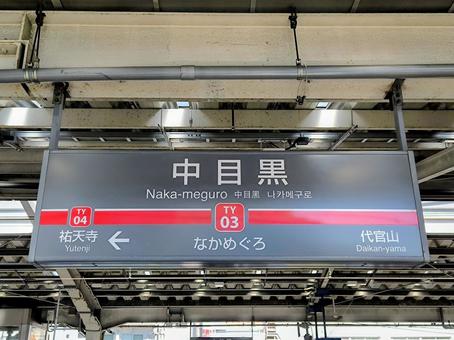 中目黒
Naka-meguro 中目黑 나카메구로
TY
04
TY
03
祐天寺
Yutenji
←
なかめぐろ
代官山
Daikan-yama